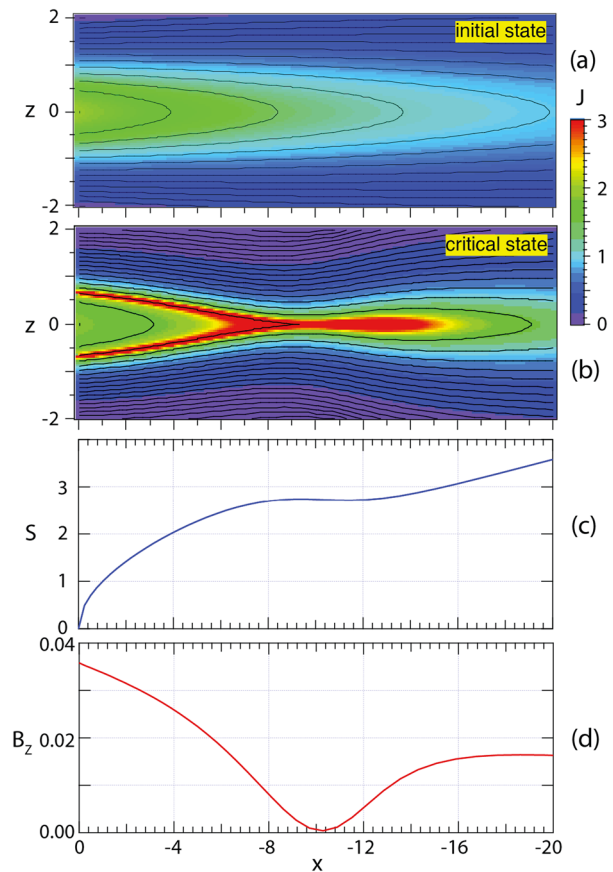 2
initial state
(a)
z 0
J
-2
3
2
critical state
2
z 0
1
(b)
-2
0
3
(c)
S 2
1
0
0.04
(d)
B_z 0.02
0.00
0 -4 -8 -12 -16 -20
x